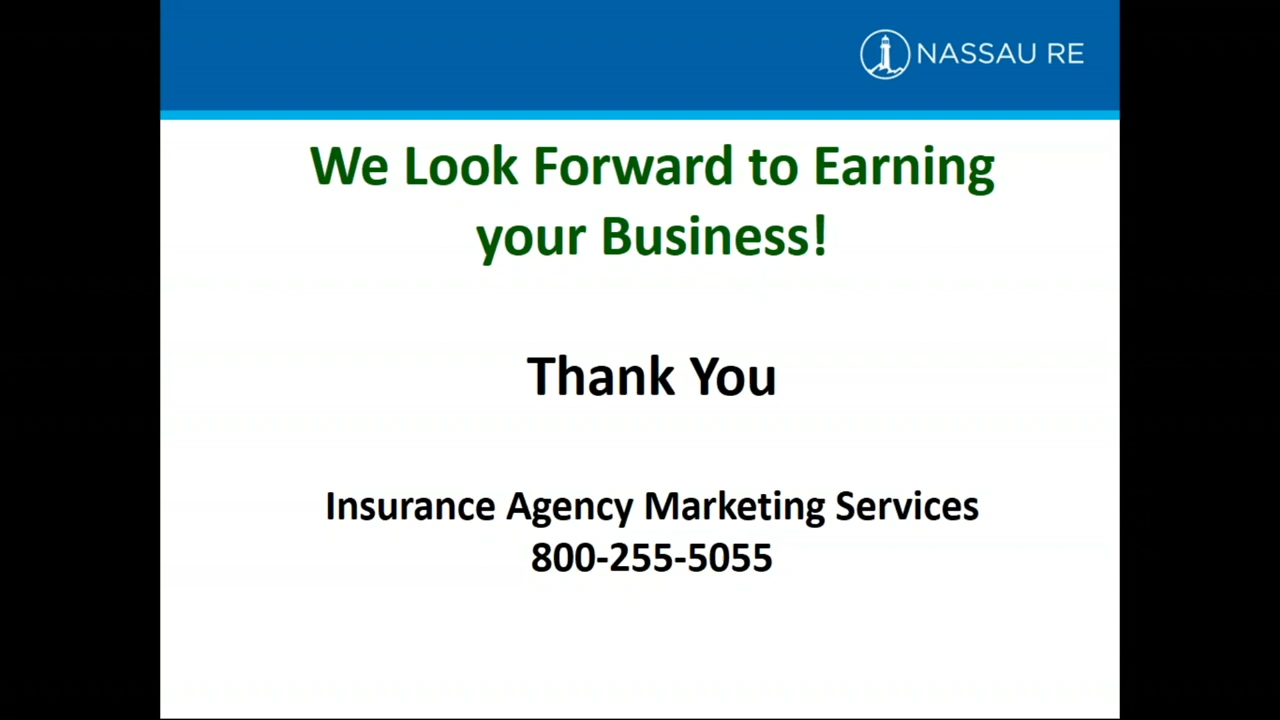 NASSAU RE
We Look Forward to Earning
your Business!
Thank You
Insurance Agency Marketing Services
800-255-5055